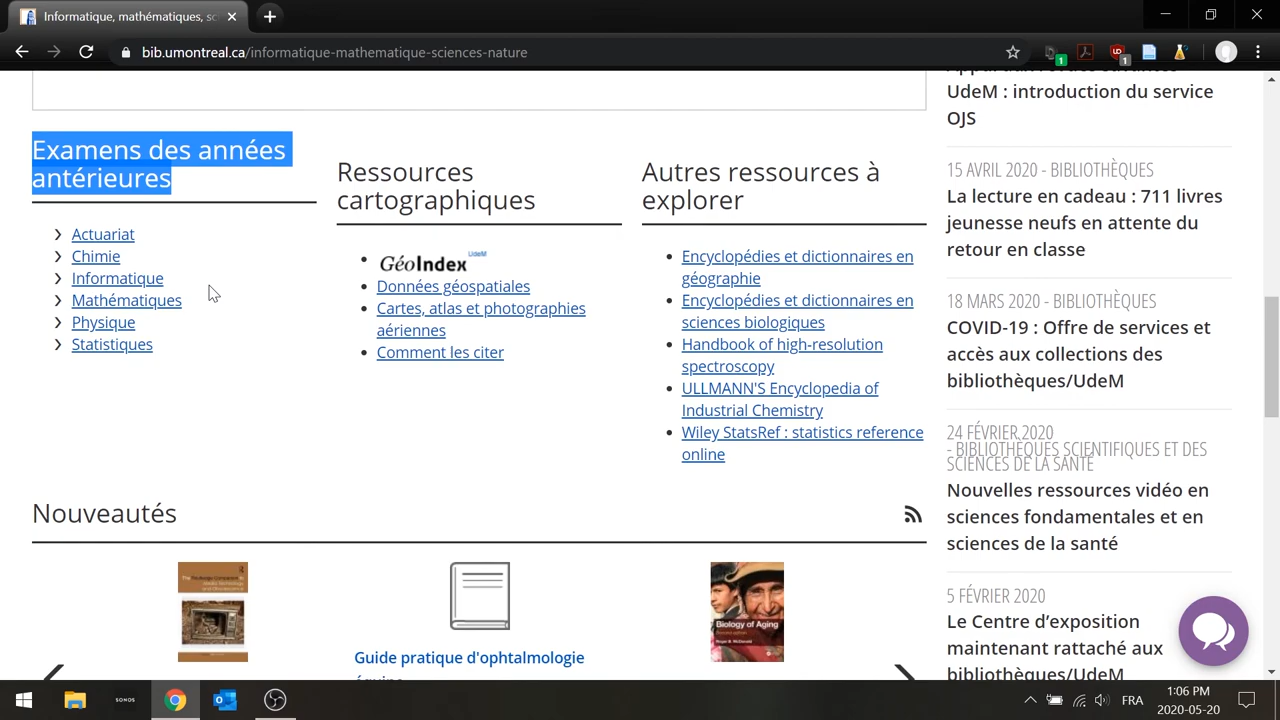 Informatique, mathématiques, sc
bib.umontreal.ca/informatique-mathematique-sciences-nature
1
1
Examens des années
antérieures
Actuariat
Chimie
Informatique
Mathématiques
Physique
Statistiques
Ressources
cartographiques
GéoIndex UdeM
Données géospatiales
Cartes, atlas et photographies
aériennes
Comment les citer
Autres ressources à
explorer
Encyclopédies et dictionnaires en
géographie
Encyclopédies et dictionnaires en
sciences biologiques
Handbook of high-resolution
spectroscopy
ULLMANN'S Encyclopedia of
Industrial Chemistry
Wiley StatsRef : statistics reference
online
UdeM : introduction du service
OJS
15 AVRIL 2020 - BIBLIOTHÈQUES
La lecture en cadeau : 711 livres
jeunesse neufs en attente du
retour en classe
18 MARS 2020 - BIBLIOTHÈQUES
COVID-19 : Offre de services et
accès aux collections des
bibliothèques/UdeM
24 FÉVRIER 2020
- BIBLIOTHÈQUES SCIENTIFIQUES ET DES
SCIENCES DE LA SANTÉ
Nouvelles ressources vidéo en
sciences fondamentales et en
sciences de la santé
5 FÉVRIER 2020
Le Centre d'exposition
maintenant rattaché aux
bibliothèques/UdeM
Nouveautés
Biology of Aging
Guide pratique d'ophtalmologie
SONOS
FRA
1:06 PM
2020-05-20